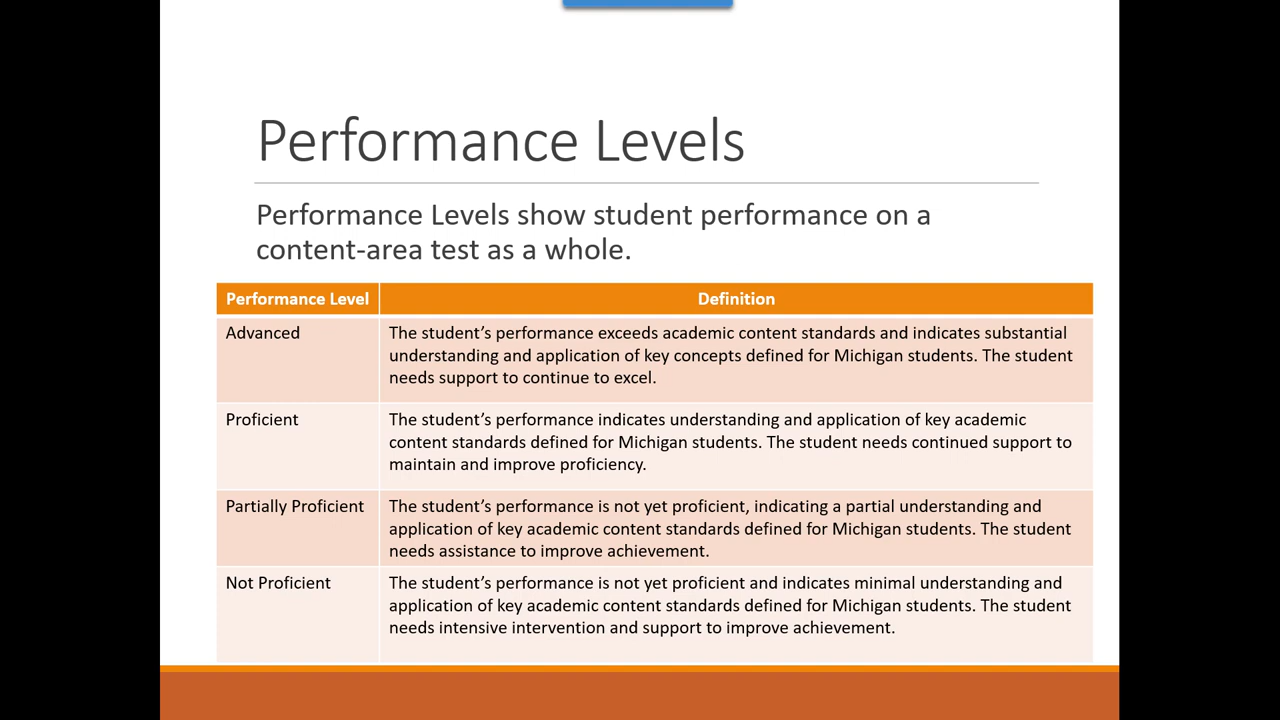 Performance Levels
Performance Levels show student performance on a
content-area test as a whole.
Performance Level
Definition
Advanced
The student’s performance exceeds academic content standards and indicates substantial
understanding and application of key concepts defined for Michigan students. The student
needs support to continue to excel.
Proficient
The student’s performance indicates understanding and application of key academic
content standards defined for Michigan students. The student needs continued support to
maintain and improve proficiency.
Partially Proficient
The student’s performance is not yet proficient, indicating a partial understanding and
application of key academic content standards defined for Michigan students. The student
needs assistance to improve achievement.
Not Proficient
The student’s performance is not yet proficient and indicates minimal understanding and
application of key academic content standards defined for Michigan students. The student
needs intensive intervention and support to improve achievement.